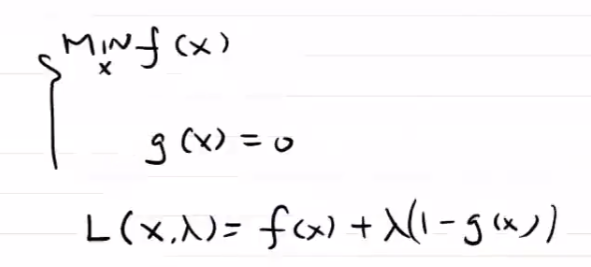 { MIN f(x)
x
g(x) = 0
L(x,λ) = f(x) + λ(1 - g(x))